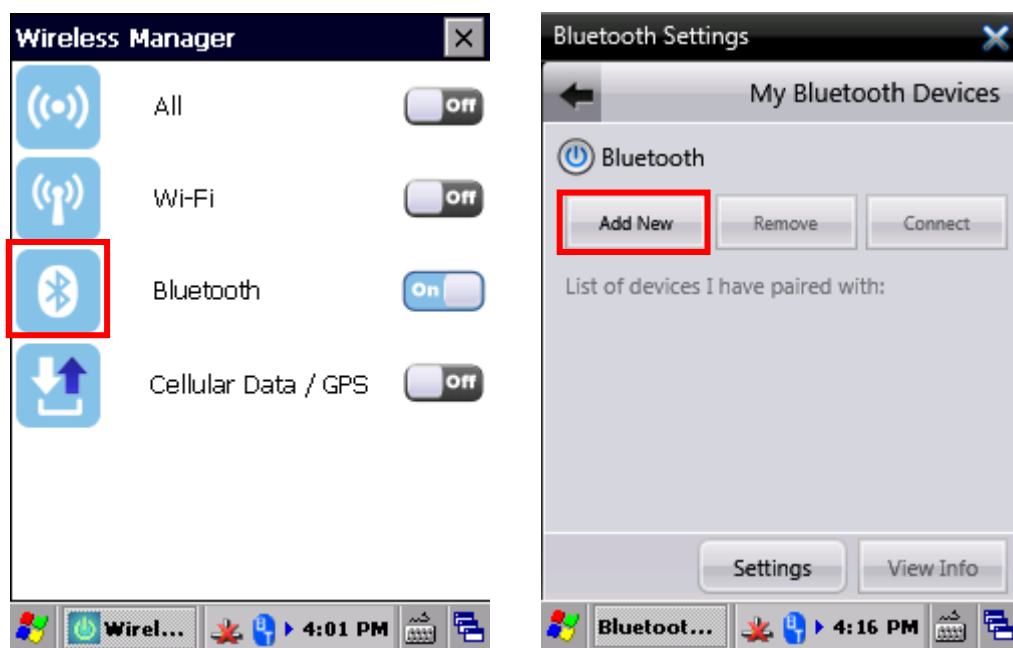 Wireless Manager
All
Off
Wi-Fi
Off
Bluetooth
On
Cellular Data / GPS
Off
Wirel...
4:01 PM
Bluetooth Settings
My Bluetooth Devices
Bluetooth
Add New
Remove
Connect
List of devices I have paired with:
Settings
View Info
Bluetoot...
4:16 PM